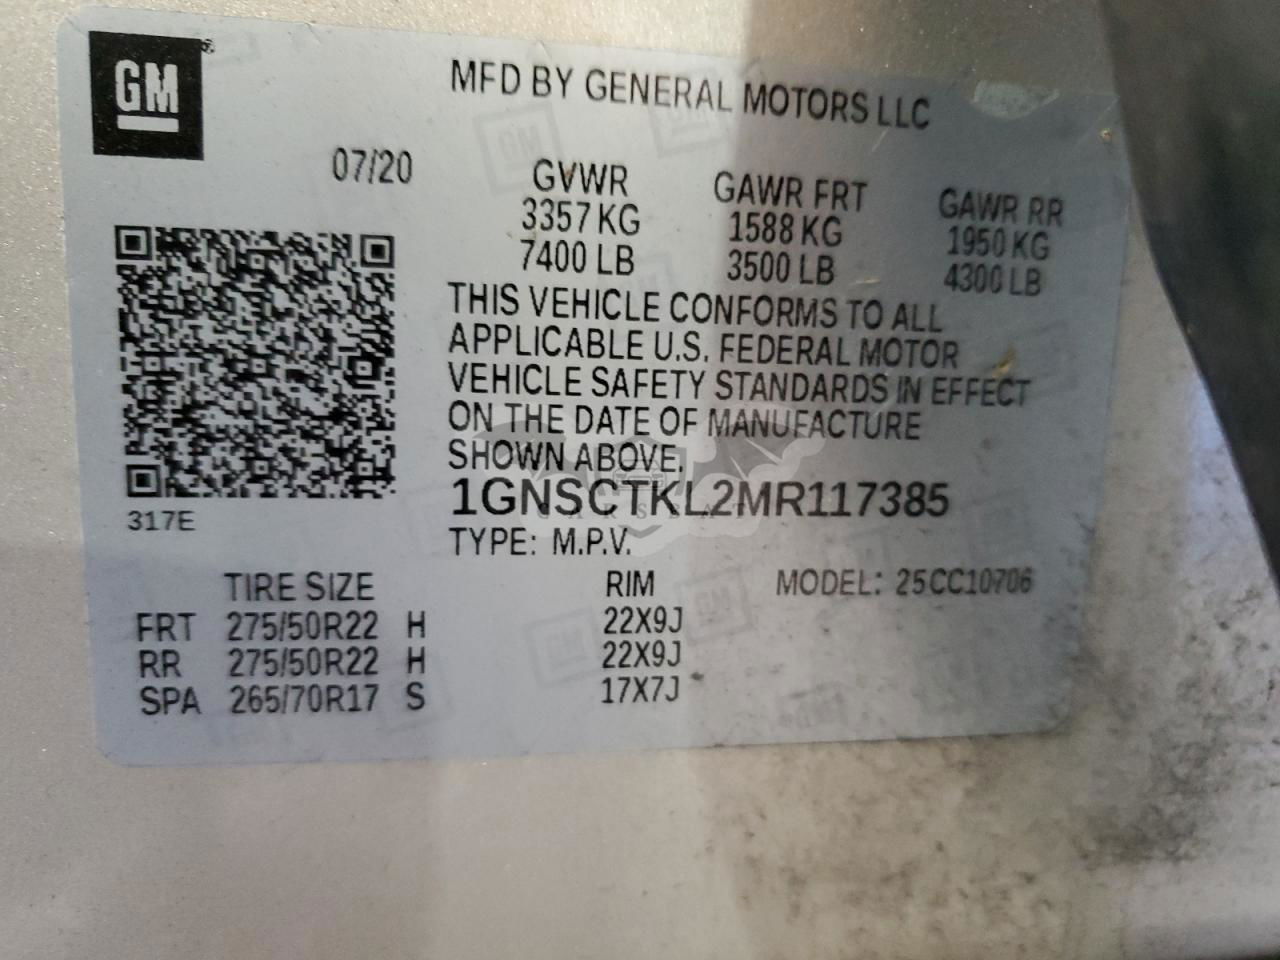 GM
MFD BY GENERAL MOTORS LLC
07/20
GVWR GAWR FRT GAWR RR
3357 KG 1588 KG 1950 KG
7400 LB 3500 LB 4300 LB
THIS VEHICLE CONFORMS TO ALL
APPLICABLE U.S. FEDERAL MOTOR
VEHICLE SAFETY STANDARDS IN EFFECT
ON THE DATE OF MANUFACTURE
SHOWN ABOVE.
1GNSCTKL2MR117385
317E
TYPE: M.P.V.
TIRE SIZE RIM MODEL: 25CC10706
FRT 275/50R22 H 22X9J
RR 275/50R22 H 22X9J
SPA 265/70R17 S 17X7J